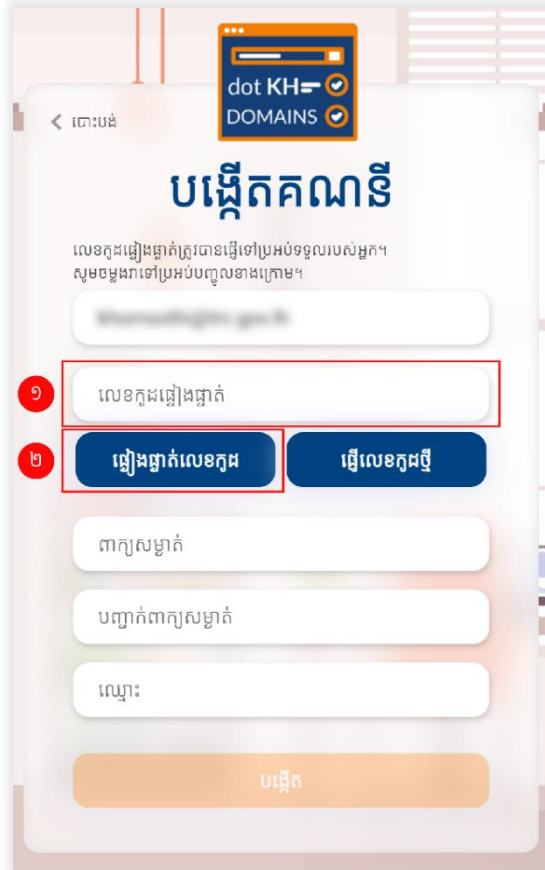 dot KH
DOMAINS
បោះបង់
បង្កើតគណនី
លេខកូដផ្ទៀងផ្ទាត់ត្រូវបានផ្ញើទៅប្រអប់ទទួលរបស់អ្នក។
សូមចម្លងវាទៅប្រអប់បញ្ចូលខាងក្រោម។
១
លេខកូដផ្ទៀងផ្ទាត់
២
ផ្ទៀងផ្ទាត់លេខកូដ
ផ្ញើលេខកូដថ្មី
ពាក្យសម្ងាត់
បញ្ជាក់ពាក្យសម្ងាត់
ឈ្មោះ
បង្កើត